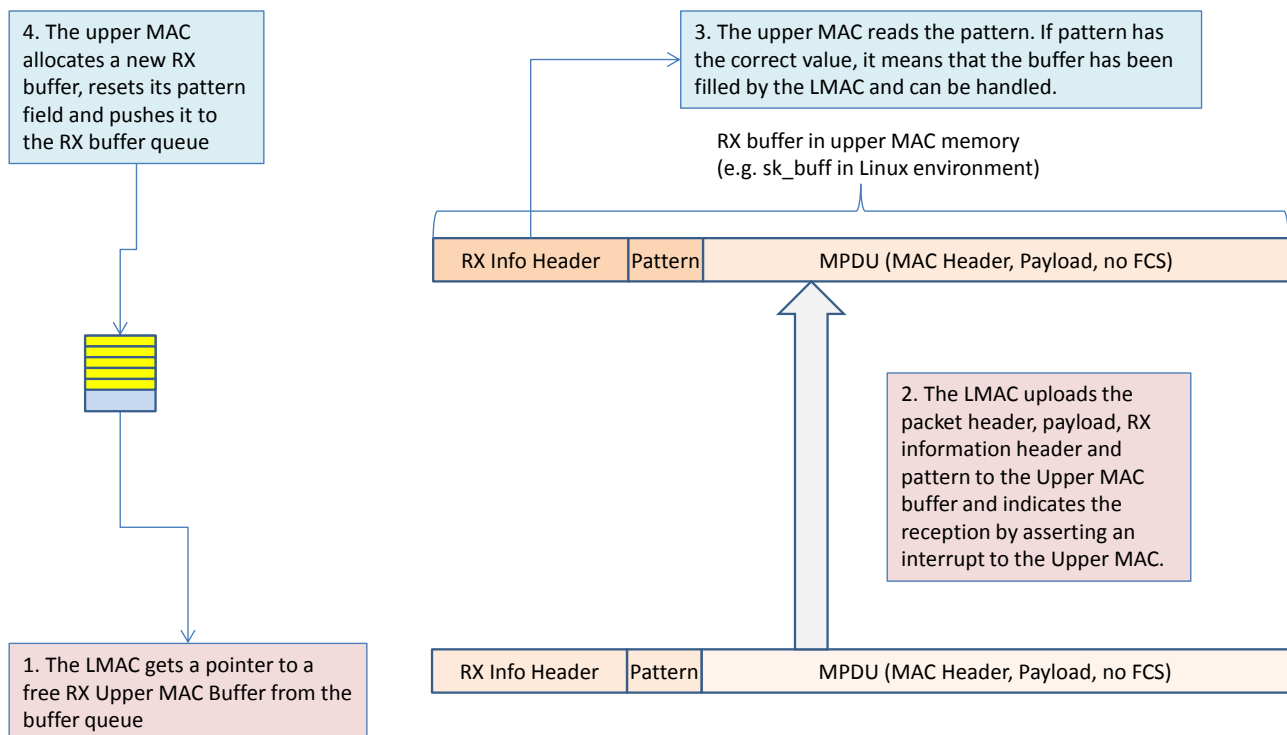 4. The upper MAC
allocates a new RX
buffer, resets its pattern
field and pushes it to
the RX buffer queue
3. The upper MAC reads the pattern. If pattern has
the correct value, it means that the buffer has been
filled by the LMAC and can be handled.
RX buffer in upper MAC memory
(e.g. sk_buff in Linux environment)
RX Info Header
Pattern
MPDU (MAC Header, Payload, no FCS)
2. The LMAC uploads the
packet header, payload, RX
information header and
pattern to the Upper MAC
buffer and indicates the
reception by asserting an
interrupt to the Upper MAC.
1. The LMAC gets a pointer to a
free RX Upper MAC Buffer from the
buffer queue
RX Info Header
Pattern
MPDU (MAC Header, Payload, no FCS)